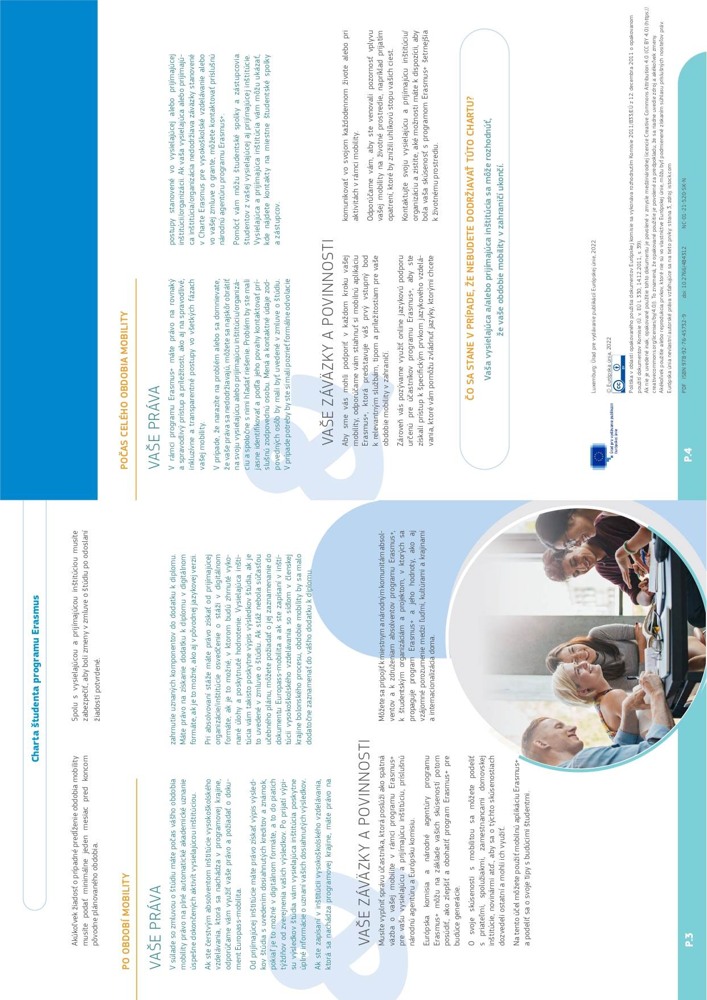 Charta študenta programu Erasmus
Akúkoľvek žiadosť o prípadné predĺženie obdobia mobility
musíte podať minimálne jeden mesiac pred koncom
pôvodne plánovaného obdobia.
Spolu s vysielajúcou a prijímajúcou inštitúciou musíte
zabezpečiť, aby boli zmeny v zmluve o štúdiu po odoslaní
žiadosti potvrdené.
PO OBDOBÍ MOBILITY
VAŠE PRÁVA
V súlade so zmluvou o štúdiu máte počas vášho obdobia
mobility právo na plné automatické akademické uznanie
úspešne dokončených aktivít vysielajúcou inštitúciou.
Ak ste čerstvým absolventom inštitúcie vysokoškolského
vzdelávania, ktorá sa nachádza v programovej krajine,
odporúčame vám využiť vaše právo a požiadať o doku-
ment Europass-mobilita.
Od prijímajúcej inštitúcie máte právo získať výpis výsled-
kov štúdia s uvedením dosiahnutých kreditov a známok,
pokiaľ je to možné v digitálnom formáte, a to do piatich
týždňov od zverejnenia vašich výsledkov. Po prijatí výpi-
su výsledkov štúdia vám vysielajúca inštitúcia poskytne
úplné informácie o uznaní vašich dosiahnutých výsledkov.
Ak ste zapísaní v inštitúcii vysokoškolského vzdelávania,
ktorá sa nachádza programovej krajine, máte právo na
zahrnutie uznaných komponentov do dodatku k diplomu.
Máte právo na získanie dodatku k diplomu v digitálnom
formáte, ak je to možné, ako aj v pôvodnej jazykovej verzii.
Pri absolvovaní stáže máte právo získať od prijímajúcej
organizácie/inštitúcie osvedčenie o stáži v digitálnom
formáte, ak je to možné, v ktorom budú zhrnuté vyko-
nané úlohy a poskytnuté hodnotenie. Vysielajúca inšti-
túcia vám takisto poskytne výpis výsledkov štúdia, ak je
to uvedené v zmluve o štúdiu. Ak stáž nebola súčasťou
učebného plánu, môžete požiadať o jej zaznamenanie do
dokumentu Europass-mobilita a ak ste zapísaní v inšti-
túcii vysokoškolského vzdelávania so sídlom v členskej
krajine bolonského procesu, obdobie mobility by sa malo
dodatočne zaznamenať do vášho dodatku k diplomu.
VAŠE ZÁVÄZKY A POVINNOSTI
Musíte vyplniť správu účastníka, ktorá poslúži ako spätná
väzba o vašej mobilite v rámci programu Erasmus+
pre vašu vysielajúcu a prijímajúcu inštitúciu, príslušnú
národnú agentúru a Európsku komisiu.
Európska komisia a národné agentúry programu
Erasmus+ môžu na základe vašich skúseností potom
posúdiť, ako zlepšiť a obohatiť program Erasmus+ pre
budúce generácie.
O svoje skúsenosti s mobilitou sa môžete podeliť
s priateľmi, spolužiakmi, zamestnancami domovskej
inštitúcie, novinármi atď., aby sa o týchto skúsenostiach
dozvedeli ostatní a mohli ich využiť.
Na tento účel môžete použiť mobilnú aplikáciu Erasmus+
a podeliť sa o svoje tipy s budúcimi študentmi.
Môžete sa pripojiť k miestnym a národným komunitám absol-
ventov a k združeniam absolventov programu Erasmus+,
k študentským organizáciám a projektom, v ktorých sa
propaguje program Erasmus+ a jeho hodnoty, ako aj
vzájomné porozumenie medzi ľuďmi, kultúrami a krajinami
a internacionalizácia doma.
P.3
POČAS CELÉHO OBDOBIA MOBILITY
VAŠE PRÁVA
V rámci programu Erasmus+ máte právo na rovnaký
a spravodlivý prístup a príležitosti, ako aj na spravodlivé,
inkluzívne a transparentné postupy vo všetkých fázach
vašej mobility.
V prípade, že narazíte na problém alebo sa domnievate,
že vaše práva sa nedodržiavajú, môžete sa najskôr obrátiť
na svoju vysielajúcu alebo prijímajúcu inštitúciu/organizá-
ciu a spoločne s nimi hľadať riešenie. Problém by ste mali
jasne identifikovať a podľa jeho povahy kontaktovať prí-
slušnú zodpovednú osobu. Mená a kontaktné údaje zod-
povedných osôb by mali byť uvedené v zmluve o štúdiu.
V prípade potreby by ste si mali pozrieť formálne odvolacie
postupy stanovené vo vysielajúcej alebo prijímajúcej
inštitúcii/organizácii. Ak vaša vysielajúca alebo prijímajú-
ca inštitúcia/organizácia nedodržiava záväzky stanovené
v Charte Erasmus pre vysokoškolské vzdelávanie alebo
vo vašej zmluve o grante, môžete kontaktovať príslušnú
národnú agentúru programu Erasmus+.
Pomôcť vám môžu študentské spolky a zástupcovia
študentov z vašej vysielajúcej aj prijímajúcej inštitúcie.
Vysielajúca a prijímajúca inštitúcia vám môžu ukázať,
kde nájdete kontakty na miestne študentské spolky
a zástupcov.
VAŠE ZÁVÄZKY A POVINNOSTI
Aby sme vás mohli podporiť v každom kroku vašej
mobility, odporúčame vám stiahnuť si mobilnú aplikáciu
Erasmus+, ktorá predstavuje váš prvý vstupný bod
k relevantným službám, tipom a príležitostiam pre vaše
obdobie mobility v zahraničí.
Zároveň vás pozývame využiť online jazykovú podporu
určenú pre účastníkov programu Erasmus+, aby ste
získali prístup k špecifickým prvkom jazykového vzdelá-
vania, ktoré vám pomôžu zvládnuť jazyky, ktorými chcete
komunikovať vo svojom každodennom živote alebo pri
aktivitách v rámci mobility.
Odporúčame vám, aby ste venovali pozornosť vplyvu
vašej mobility na životné prostredie, napríklad prijatím
opatrení, ktoré by znížili uhlíkovú stopu vašich ciest.
Kontaktujte svoju vysielajúcu a prijímajúcu inštitúciu/
organizáciu a zistite, aké možnosti máte k dispozícii, aby
bola vaša skúsenosť s programom Erasmus+ šetrnejšia
k životnému prostrediu.
ČO SA STANE V PRÍPADE, ŽE NEBUDETE DODRŽIAVAŤ TÚTO CHARTU?
Vaša vysielajúca a/alebo prijímajúca inštitúcia sa môže rozhodnúť,
že vaše obdobie mobility v zahraničí ukončí.
Úrad pre vydávanie publikácií
Európskej únie
Luxemburg: Úrad pre vydávanie publikácií Európskej únie, 2022
© Európska únia, 2022
CC BY
Politika v oblasti opakovaného použitia dokumentov Európskej komisie sa vykonáva rozhodnutím Komisie 2011/833/EÚ z 12. decembra 2011 o opakovanom
použití dokumentov Komisie (Ú. v. EÚ L 330, 14.12.2011, s. 39).
Ak nie je uvedené inak, opakované použitie tohto dokumentu je povolené v zmysle medzinárodnej licencie Creative Commons Attribution 4.0 (CC BY 4.0) (https://
creativecommons.org/licenses/by/4.0/). To znamená, že opakované použitie je povolené za predpokladu, že sa riadne uvedie zdroj a akékoľvek zmeny.
Akékoľvek použitie alebo reprodukcia prvkov, ktoré nie sú vo vlastníctve Európskej únie, môžu byť podmienené získaním súhlasu príslušných nositeľov práv.
Európska únia nevlastní autorské práva vzťahujúce sa na tieto prvky: strana 3, zdroj: istock.com
PDF ISBN 978-92-76-45732-9 doi: 10.2766/484312 NC-01-21-520-SK-N
P.4